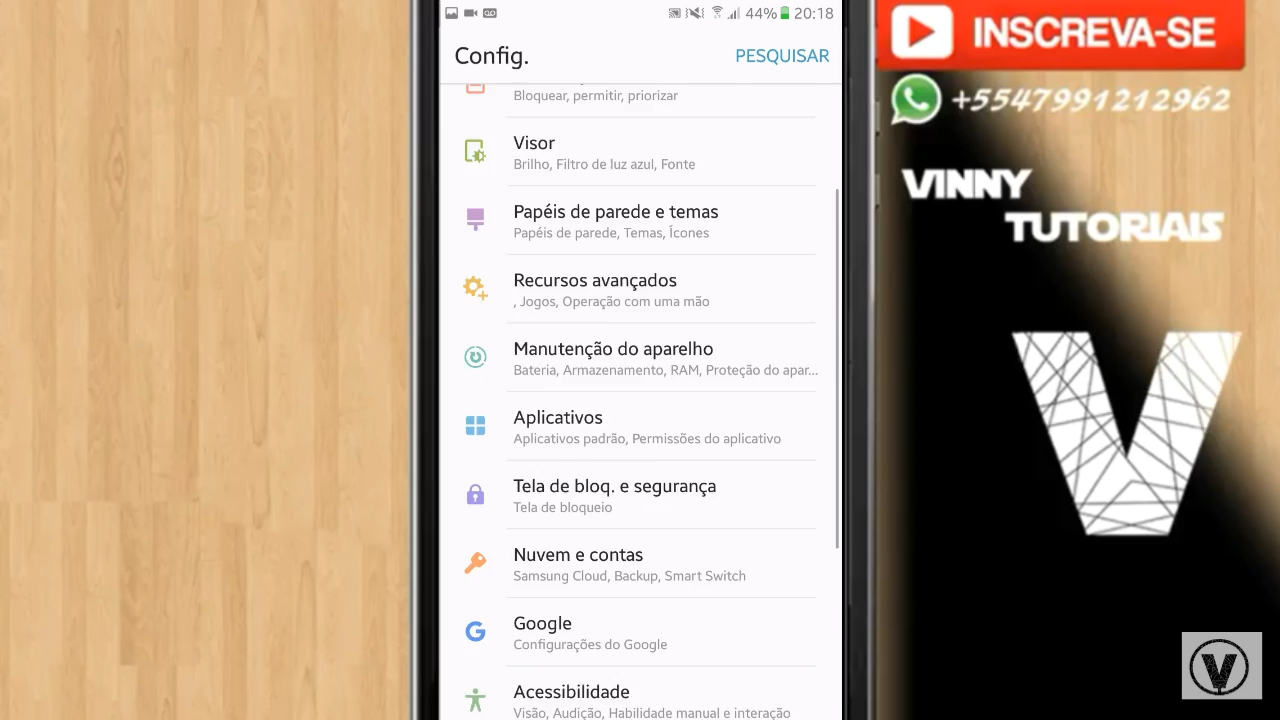 44% 20:18
Config. PESQUISAR
Bloquear, permitir, priorizar
Visor
Brilho, Filtro de luz azul, Fonte
Papéis de parede e temas
Papéis de parede, Temas, Ícones
Recursos avançados
, Jogos, Operação com uma mão
Manutenção do aparelho
Bateria, Armazenamento, RAM, Proteção do apar...
Aplicativos
Aplicativos padrão, Permissões do aplicativo
Tela de bloq. e segurança
Tela de bloqueio
Nuvem e contas
Samsung Cloud, Backup, Smart Switch
Google
Configurações do Google
Acessibilidade
Visão, Audição, Habilidade manual e interação
INSCREVA-SE
+5547991212962
VINNY
TUTORIAIS
V
V